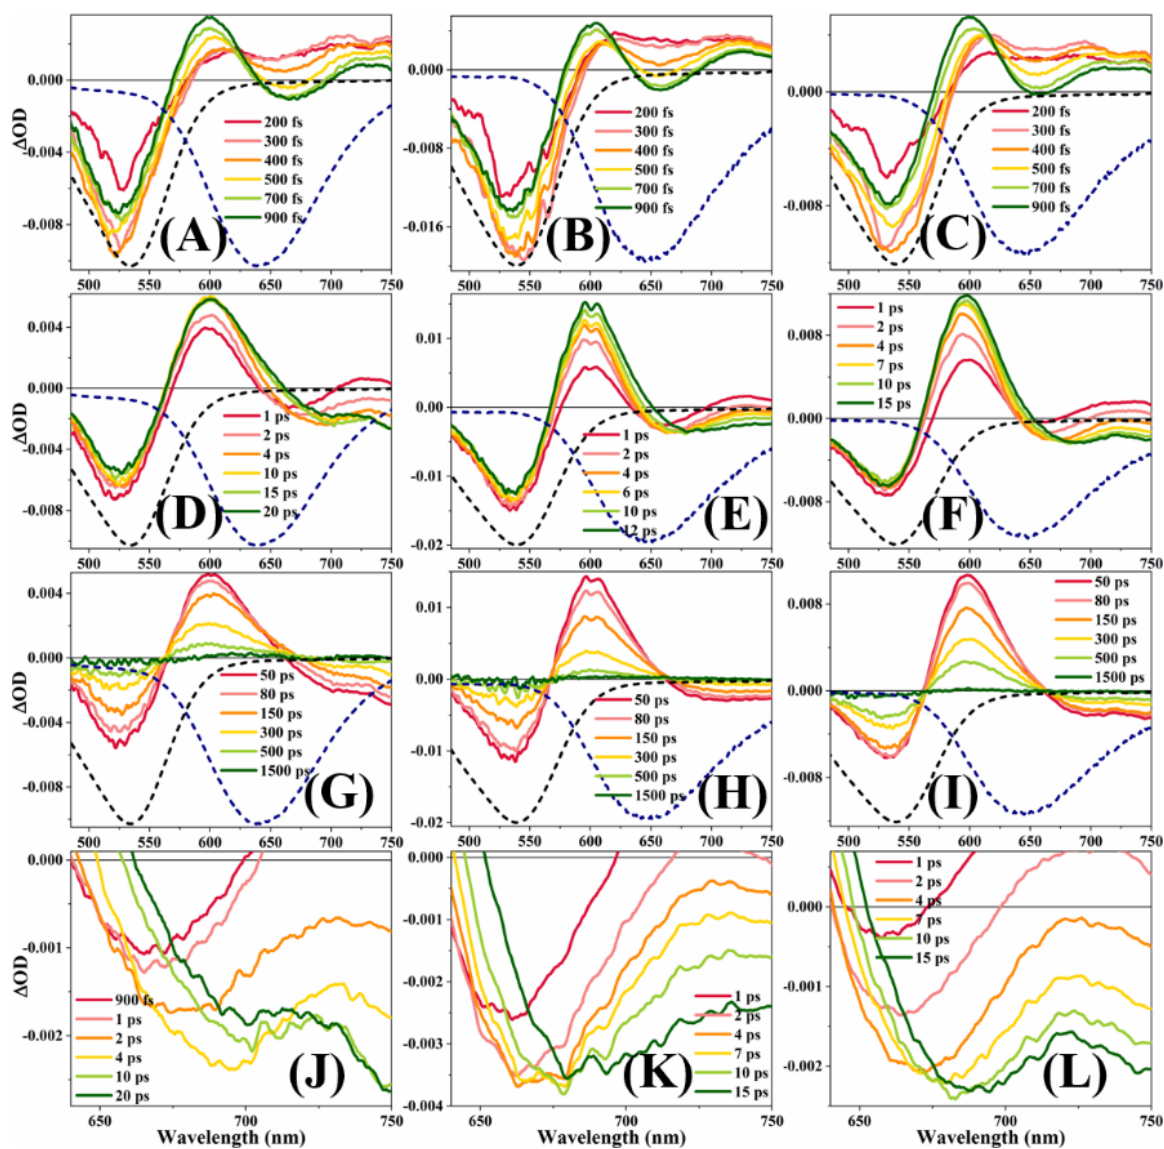 ΔOD
0.000
-0.004
-0.008
200 fs
300 fs
400 fs
500 fs
700 fs
900 fs
(A)
500 550 600 650 700 750
0.000
-0.008
-0.016
200 fs
300 fs
400 fs
500 fs
700 fs
900 fs
(B)
500 550 600 650 700 750
0.000
-0.008
200 fs
300 fs
400 fs
500 fs
700 fs
900 fs
(C)
500 550 600 650 700 750
ΔOD
0.004
0.000
-0.004
-0.008
1 ps
2 ps
4 ps
10 ps
15 ps
20 ps
(D)
500 550 600 650 700 750
0.01
0.00
-0.01
-0.02
1 ps
2 ps
4 ps
6 ps
10 ps
12 ps
(E)
500 550 600 650 700 750
0.008
0.000
-0.008
1 ps
2 ps
4 ps
7 ps
10 ps
15 ps
(F)
500 550 600 650 700 750
ΔOD
0.004
0.000
-0.004
-0.008
50 ps
80 ps
150 ps
300 ps
500 ps
1500 ps
(G)
500 550 600 650 700 750
0.01
0.00
-0.01
-0.02
50 ps
80 ps
150 ps
300 ps
500 ps
1500 ps
(H)
500 550 600 650 700 750
0.008
0.000
-0.008
50 ps
80 ps
150 ps
300 ps
500 ps
1500 ps
(I)
500 550 600 650 700 750
ΔOD
0.000
-0.001
-0.002
900 fs
1 ps
2 ps
4 ps
10 ps
20 ps
(J)
650 700 750
Wavelength (nm)
0.000
-0.001
-0.002
-0.003
-0.004
1 ps
2 ps
4 ps
7 ps
10 ps
15 ps
(K)
650 700 750
Wavelength (nm)
0.000
-0.001
-0.002
1 ps
2 ps
4 ps
7 ps
10 ps
15 ps
(L)
650 700 750
Wavelength (nm)